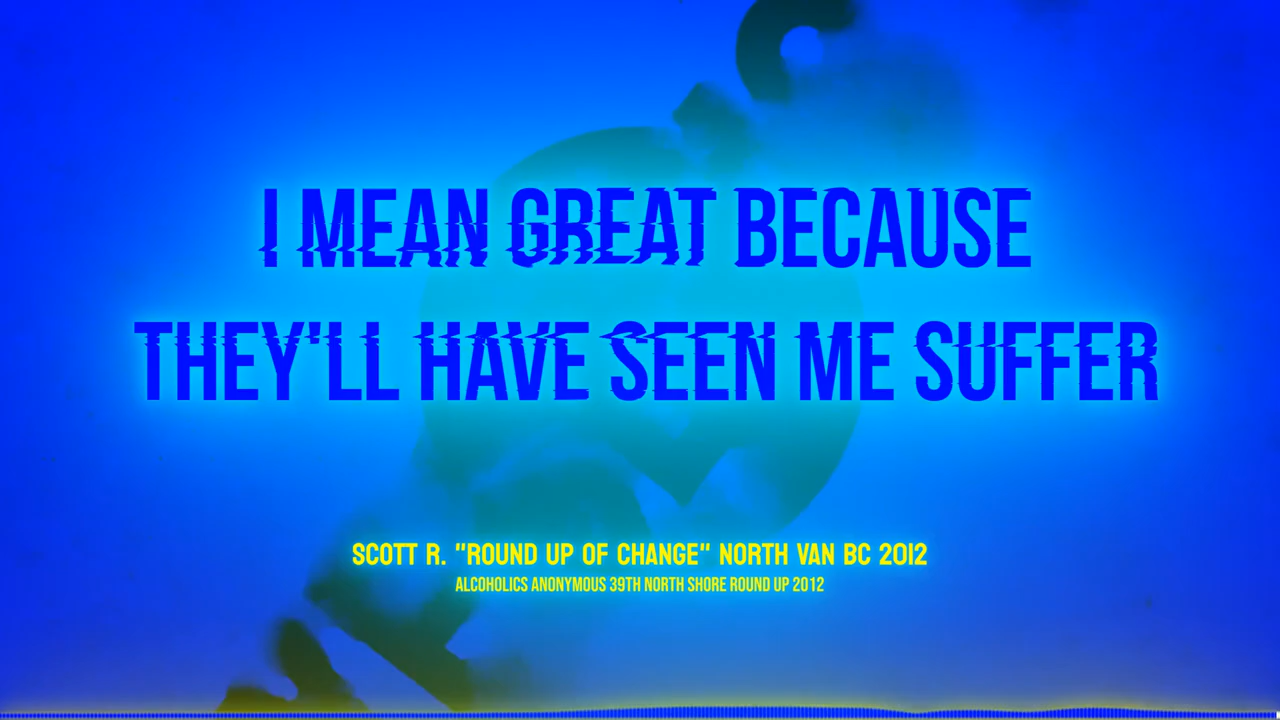 I MEAN GREAT BECAUSE
THEY'LL HAVE SEEN ME SUFFER
SCOTT R. "ROUND UP OF CHANGE" NORTH VAN BC 2012
ALCOHOLICS ANONYMOUS 39TH NORTH SHORE ROUND UP 2012